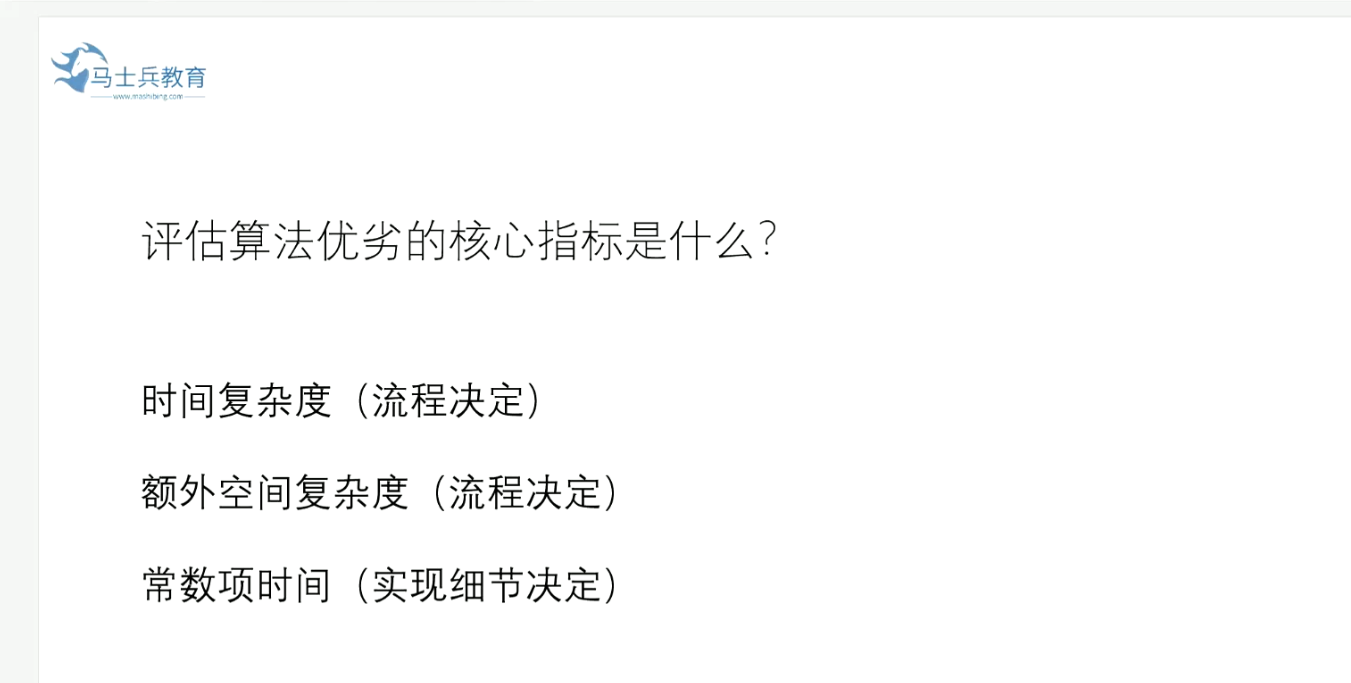 马士兵教育
www.mashibing.com
评估算法优劣的核心指标是什么？
时间复杂度（流程决定）
额外空间复杂度（流程决定）
常数项时间（实现细节决定）